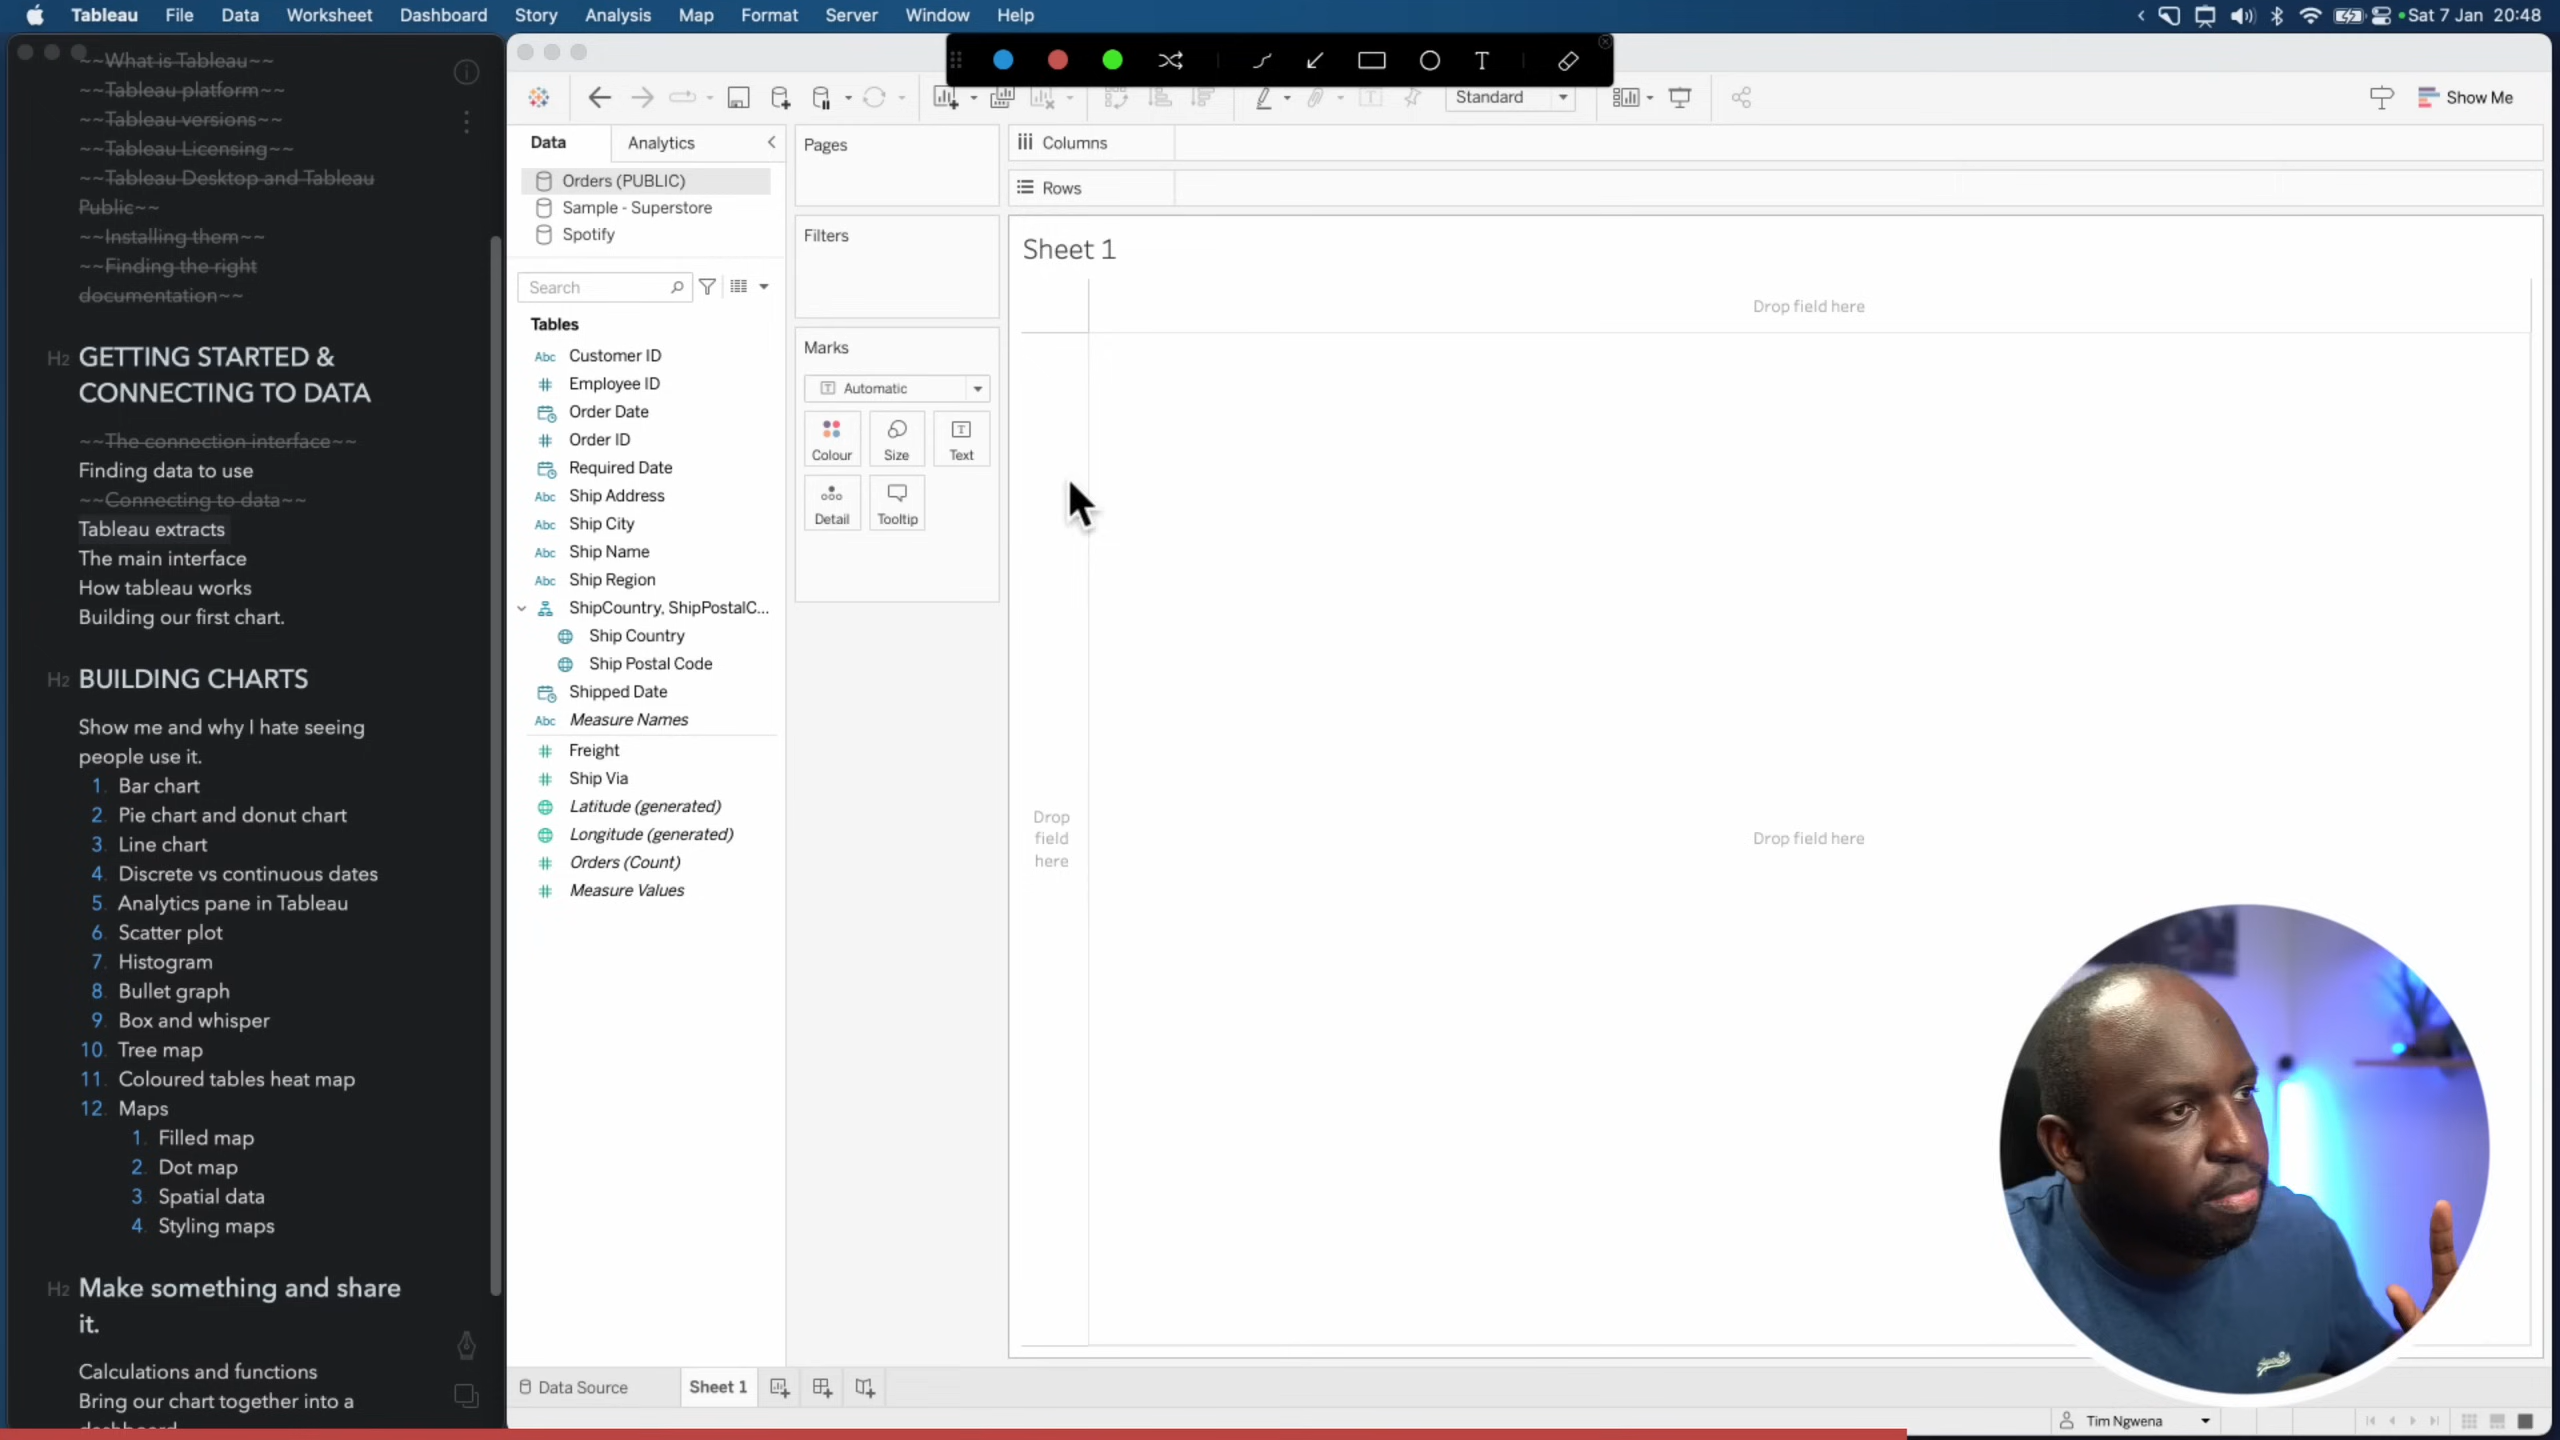 Tableau File Data Worksheet Dashboard Story Analysis Map Format Server Window Help
Sat 7 Jan 20:48
~~What is Tableau~~
~~Tableau platform~~
~~Tableau versions~~
~~Tableau Licensing~~
~~Tableau Desktop and Tableau
Public~~
~~Installing them~~
~~Finding the right
documentation~~
H2 GETTING STARTED &
CONNECTING TO DATA
~~The connection interface~~
Finding data to use
~~Connecting to data~~
Tableau extracts
The main interface
How tableau works
Building our first chart.
H2 BUILDING CHARTS
Show me and why I hate seeing
people use it.
1. Bar chart
2. Pie chart and donut chart
3. Line chart
4. Discrete vs continuous dates
5. Analytics pane in Tableau
6. Scatter plot
7. Histogram
8. Bullet graph
9. Box and whisper
10. Tree map
11. Coloured tables heat map
12. Maps
1. Filled map
2. Dot map
3. Spatial data
4. Styling maps
H2 Make something and share
it.
Calculations and functions
Bring our chart together into a
dashboard
T
Standard
Show Me
Data Analytics
Orders (PUBLIC)
Sample - Superstore
Spotify
Search
Tables
Abc Customer ID
# Employee ID
Order Date
# Order ID
Required Date
Abc Ship Address
Abc Ship City
Abc Ship Name
Abc Ship Region
ShipCountry, ShipPostalC...
Ship Country
Ship Postal Code
Shipped Date
Abc Measure Names
# Freight
# Ship Via
Latitude (generated)
Longitude (generated)
# Orders (Count)
# Measure Values
Pages
Filters
Marks
Automatic
Colour Size Text
Detail Tooltip
Columns
Rows
Sheet 1
Drop field here
Drop
field
here
Drop field here
Data Source Sheet 1
Tim Ngwena